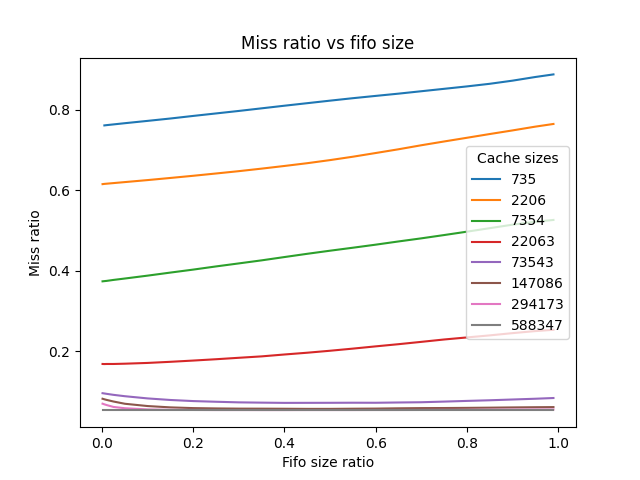 Miss ratio vs fifo size
Miss ratio
0.8
0.6
0.4
0.2
Cache sizes
735
2206
7354
22063
73543
147086
294173
588347
0.0 0.2 0.4 0.6 0.8 1.0
Fifo size ratio